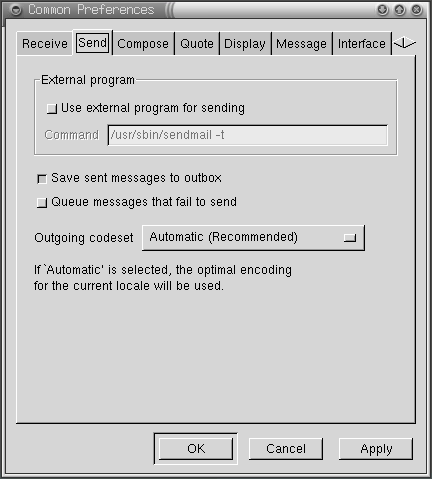 Common Preferences
Receive Send Compose Quote Display Message Interface
External program
Use external program for sending
Command /usr/sbin/sendmail -t
Save sent messages to outbox
Queue messages that fail to send
Outgoing codeset Automatic (Recommended)
If `Automatic' is selected, the optimal encoding
for the current locale will be used.
OK Cancel Apply